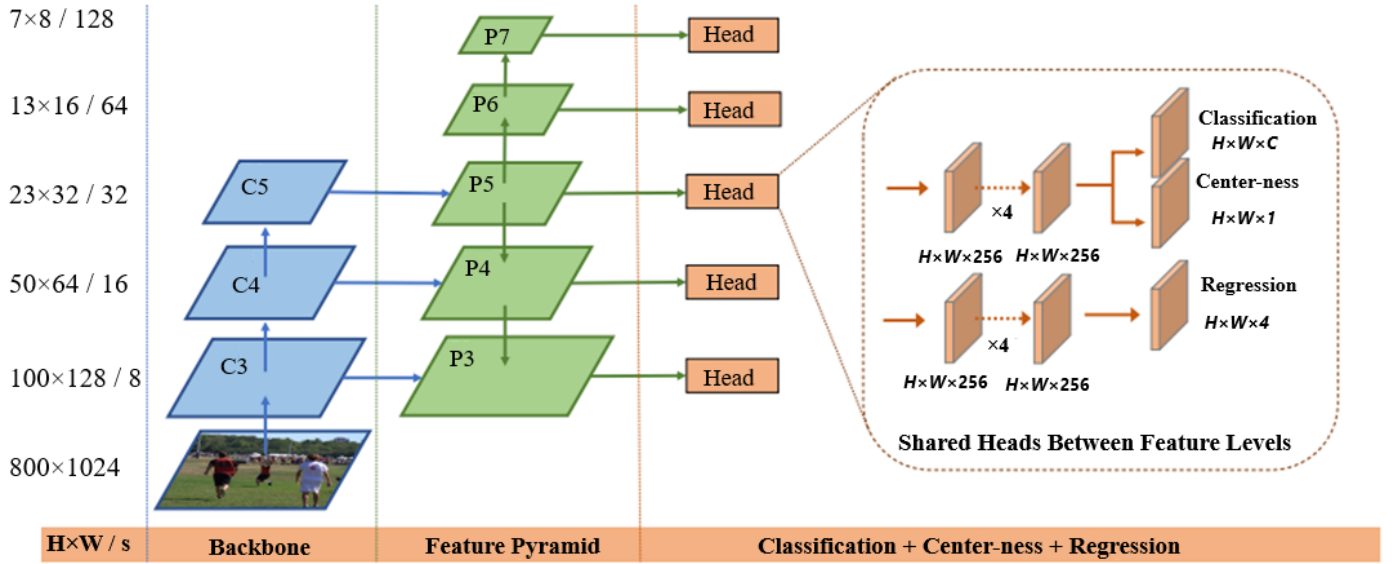 7×8 / 128
13×16 / 64
23×32 / 32
50×64 / 16
100×128 / 8
800×1024
C5
C4
C3
P7
P6
P5
P4
P3
Head
Head
Head
Head
Head
Classification
H×W×C
Center-ness
H×W×1
×4
H×W×256 H×W×256
Regression
H×W×4
×4
H×W×256 H×W×256
Shared Heads Between Feature Levels
H×W / s
Backbone
Feature Pyramid
Classification + Center-ness + Regression